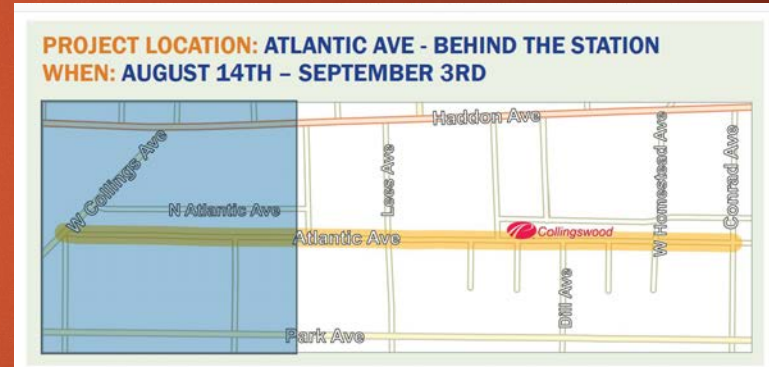 PROJECT LOCATION: ATLANTIC AVE - BEHIND THE STATION
WHEN: AUGUST 14TH – SEPTEMBER 3RD
Haddon Ave
W Collings Ave
N Atlantic Ave
Lees Ave
Atlantic Ave
Collingswood
W Homestead Ave
Conrad Ave
Dill Ave
Park Ave